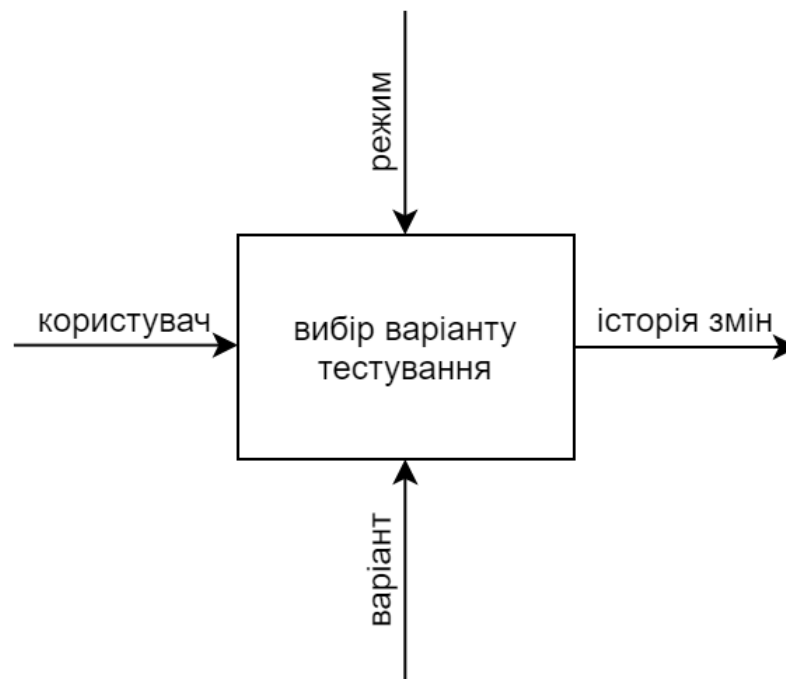 режим
користувач
вибір варіанту
тестування
історія змін
варіант